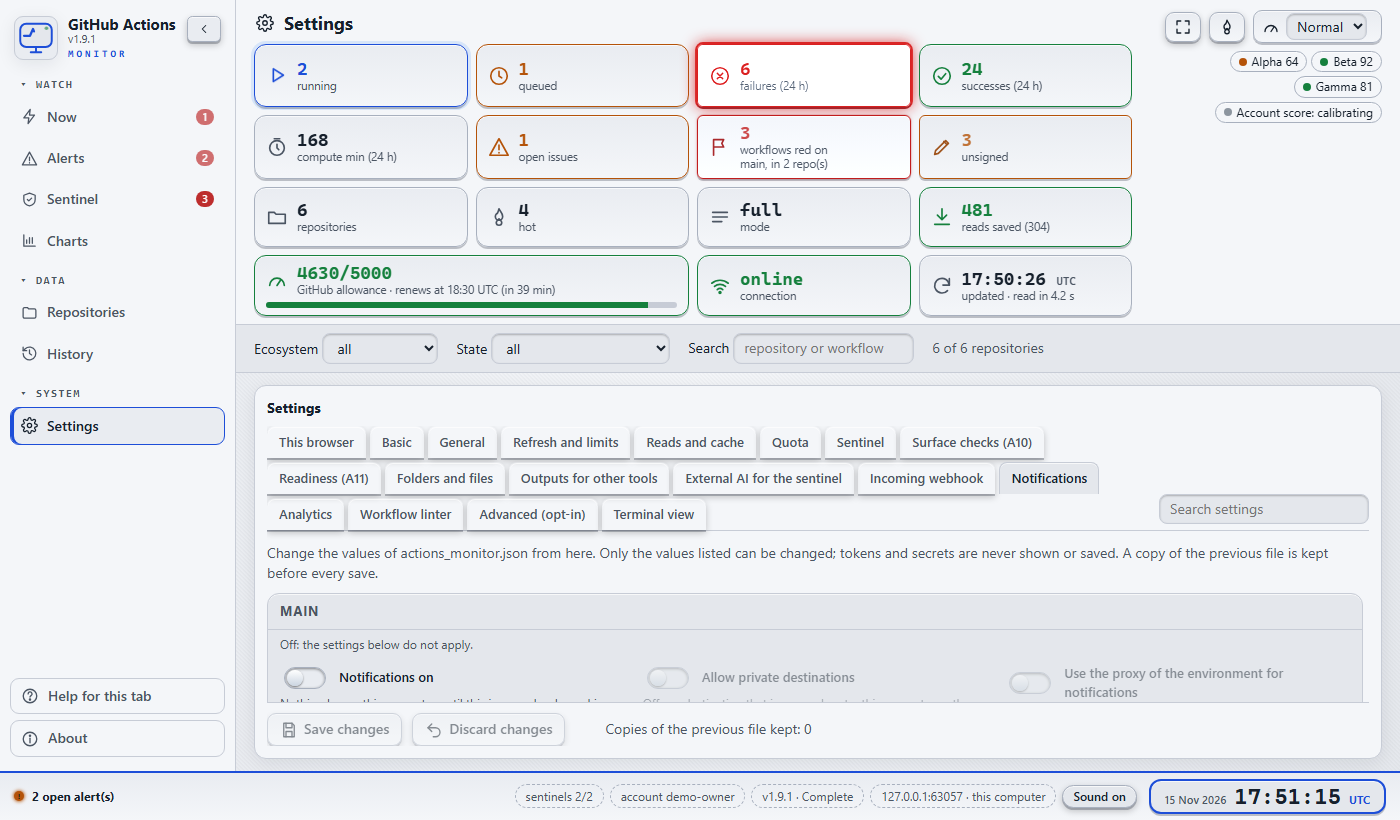 GitHub Actions
v1.9.1
MONITOR
WATCH
Now 1
Alerts 2
Sentinel 3
Charts
DATA
Repositories
History
SYSTEM
Settings
Help for this tab
About
Settings
Normal
Alpha 64
Beta 92
Gamma 81
Account score: calibrating
2
running
1
queued
6
failures (24 h)
24
successes (24 h)
168
compute min (24 h)
1
open issues
3
workflows red on
main, in 2 repo(s)
3
unsigned
6
repositories
4
hot
full
mode
481
reads saved (304)
4630/5000
GitHub allowance · renews at 18:30 UTC (in 39 min)
online
connection
17:50:26 UTC
updated · read in 4.2 s
Ecosystem all State all Search repository or workflow 6 of 6 repositories
Settings
This browser Basic General Refresh and limits Reads and cache Quota Sentinel Surface checks (A10)
Readiness (A11) Folders and files Outputs for other tools External AI for the sentinel Incoming webhook Notifications
Analytics Workflow linter Advanced (opt-in) Terminal view
Search settings
Change the values of actions_monitor.json from here. Only the values listed can be changed; tokens and secrets are never shown or saved. A copy of the previous file is kept
before every save.
MAIN
Off: the settings below do not apply.
Notifications on
Allow private destinations
Use the proxy of the environment for
notifications
Save changes Discard changes Copies of the previous file kept: 0
2 open alert(s)
sentinels 2/2 account demo-owner v1.9.1 · Complete 127.0.0.1:63057 · this computer Sound on 15 Nov 2026 17:51:15 UTC